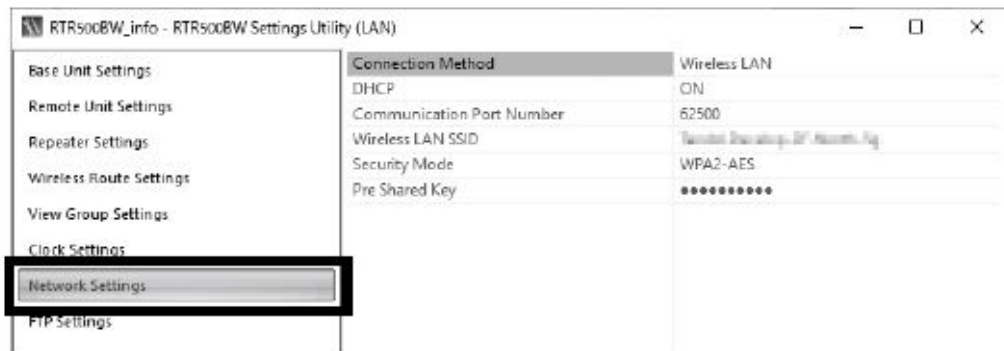 RTR500BW_info - RTR500BW Settings Utility (LAN)
Base Unit Settings
Remote Unit Settings
Repeater Settings
Wireless Route Settings
View Group Settings
Clock Settings
Network Settings
FTP Settings
Connection Method Wireless LAN
DHCP ON
Communication Port Number 62500
Wireless LAN SSID
Security Mode WPA2-AES
Pre Shared Key ●●●●●●●●●●